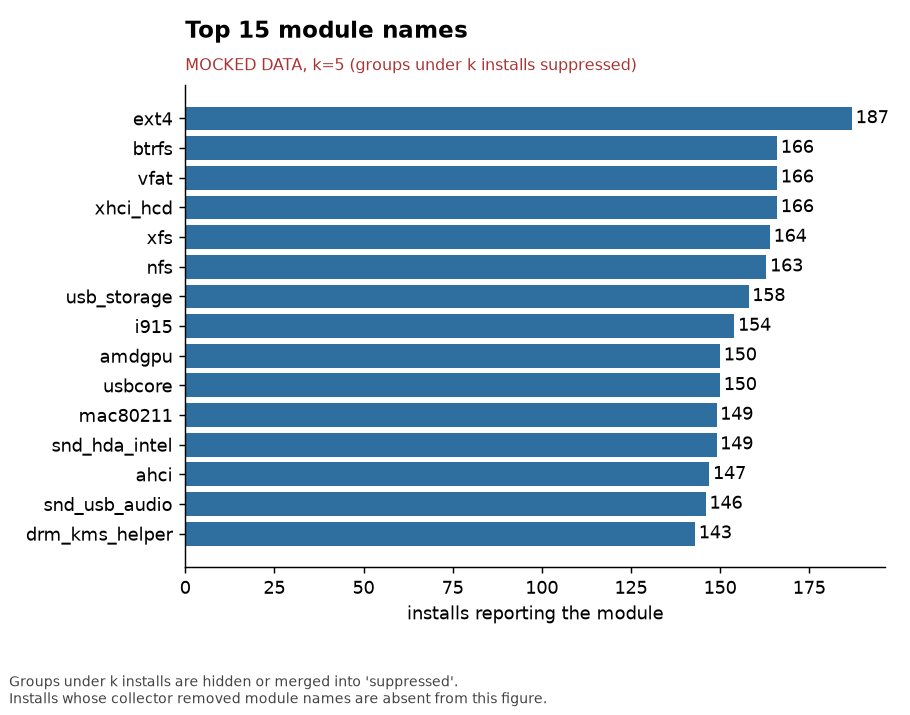 Top 15 module names
MOCKED DATA, k=5 (groups under k installs suppressed)
ext4 187
btrfs 166
vfat 166
xhci_hcd 166
xfs 164
nfs 163
usb_storage 158
i915 154
amdgpu 150
usbcore 150
mac80211 149
snd_hda_intel 149
ahci 147
snd_usb_audio 146
drm_kms_helper 143
0 25 50 75 100 125 150 175
installs reporting the module
Groups under k installs are hidden or merged into 'suppressed'.
Installs whose collector removed module names are absent from this figure.